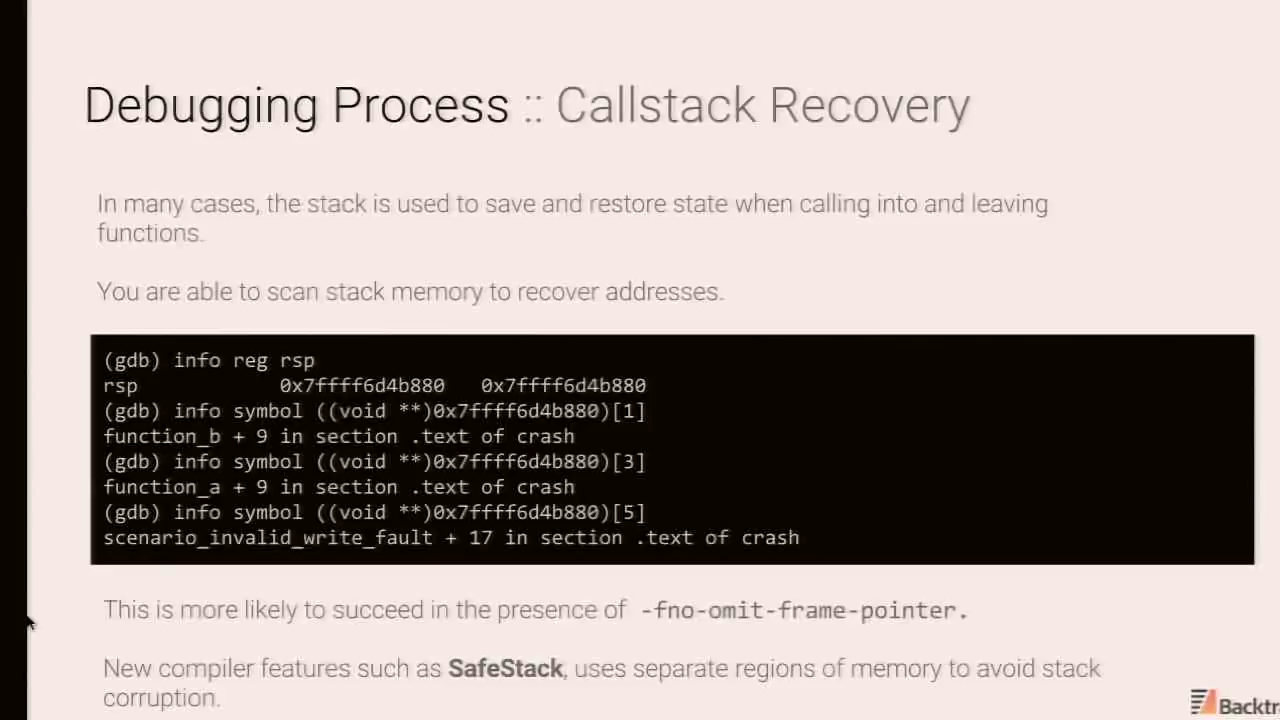 Debugging Process :: Callstack Recovery
In many cases, the stack is used to save and restore state when calling into and leaving
functions.
You are able to scan stack memory to recover addresses.
(gdb) info reg rsp
rsp 0x7ffff6d4b880 0x7ffff6d4b880
(gdb) info symbol ((void **)0x7ffff6d4b880)[1]
function_b + 9 in section .text of crash
(gdb) info symbol ((void **)0x7ffff6d4b880)[3]
function_a + 9 in section .text of crash
(gdb) info symbol ((void **)0x7ffff6d4b880)[5]
scenario_invalid_write_fault + 17 in section .text of crash
This is more likely to succeed in the presence of -fno-omit-frame-pointer.
New compiler features such as SafeStack, uses separate regions of memory to avoid stack
corruption.
Backtr